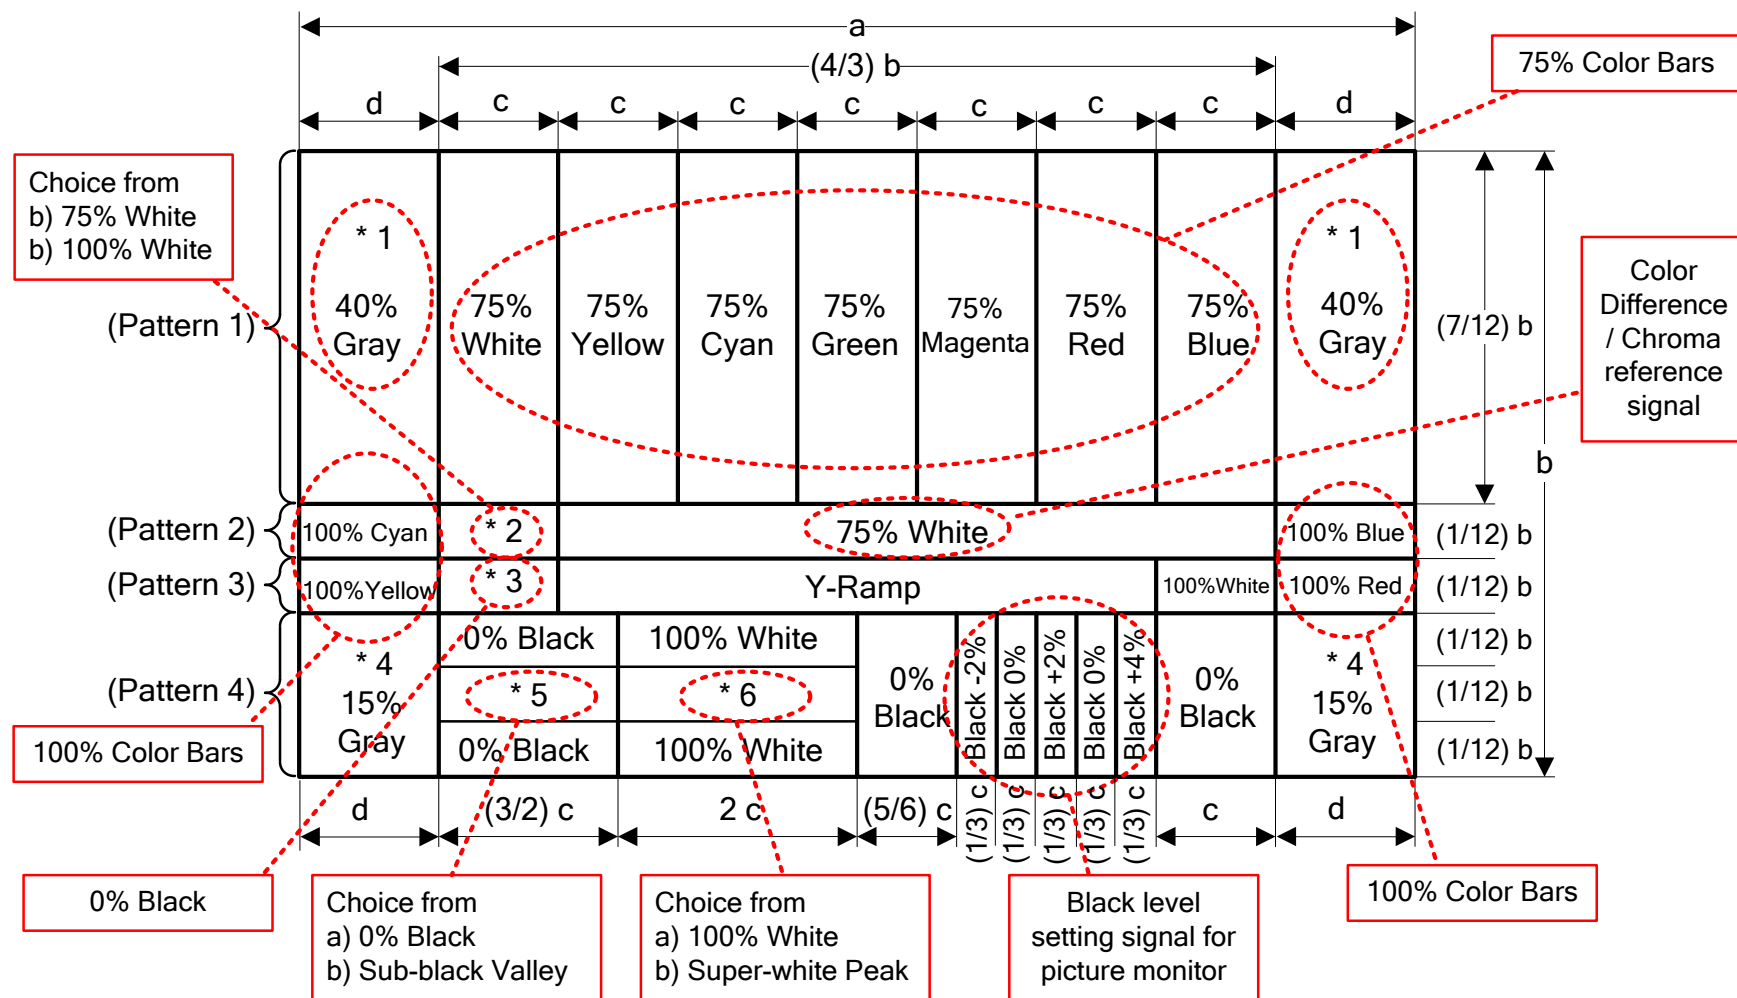 a
(4/3) b
75% Color Bars
d
c
c
c
c
c
c
c
d
Choice from
b) 75% White
b) 100% White
* 1
40%
Gray
75%
White
75%
Yellow
75%
Cyan
75%
Green
75%
Magenta
75%
Red
75%
Blue
* 1
40%
Gray
(Pattern 1)
(7/12) b
b
Color
Difference
/ Chroma
reference
signal
(Pattern 2)
100% Cyan
* 2
75% White
100% Blue
(1/12) b
(Pattern 3)
100%Yellow
* 3
Y-Ramp
100%White
100% Red
(1/12) b
(Pattern 4)
* 4
15%
Gray
0% Black
* 5
0% Black
100% White
* 6
100% White
0%
Black
Black -2%
Black 0%
Black +2%
Black 0%
Black +4%
0%
Black
* 4
15%
Gray
(1/12) b
(1/12) b
(1/12) b
100% Color Bars
d
(3/2) c
2 c
(5/6) c
(1/3) c
(1/3) c
(1/3) c
(1/3) c
(1/3) c
c
d
0% Black
Choice from
a) 0% Black
b) Sub-black Valley
Choice from
a) 100% White
b) Super-white Peak
Black level
setting signal for
picture monitor
100% Color Bars